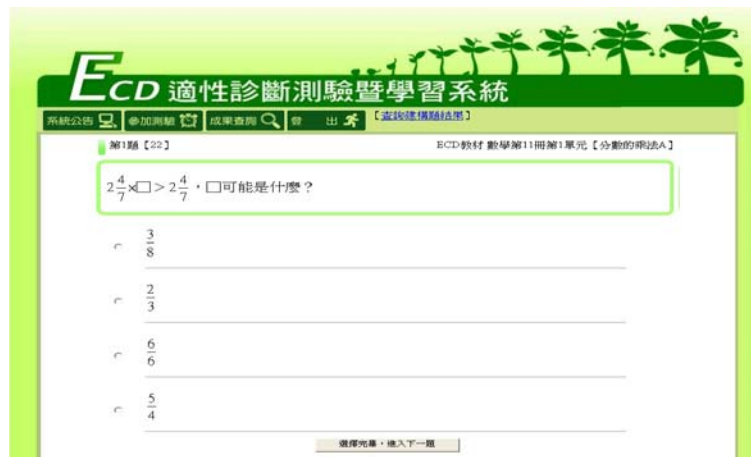 ECD 適性診斷測驗暨學習系統
系統公告 參加測驗 成果查詢 登 出 【查詢建構題結果】
第1題【22】 ECD教材 數學第11冊第1單元【分數的乘法A】
2 4/7 ×□ > 2 4/7,□可能是什麼?
3/8
2/3
6/6
5/4
選擇完畢,進入下一題